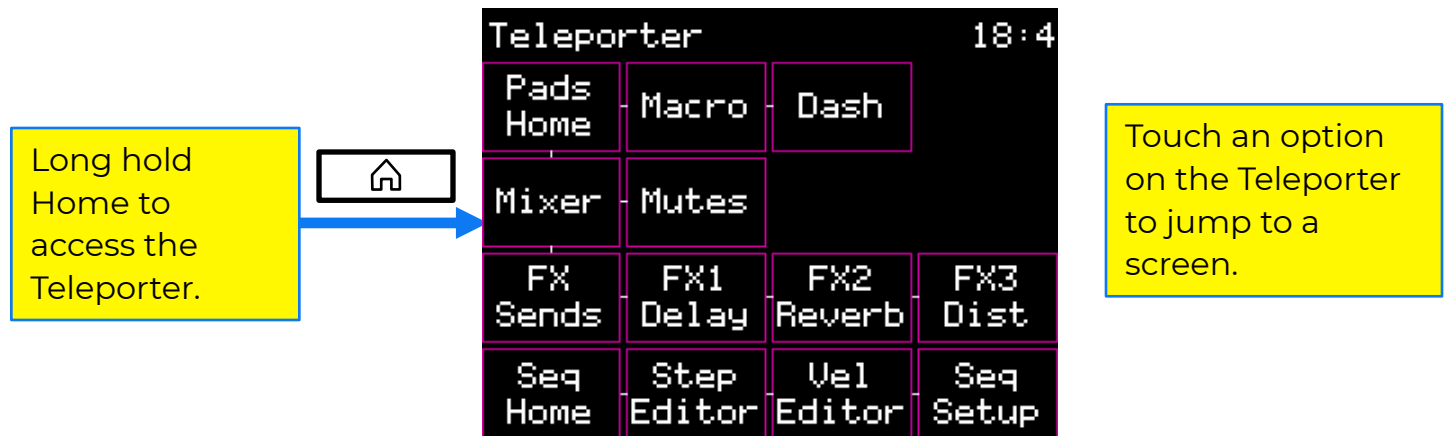 Long hold
Home to
access the
Teleporter.
Teleporter 18:4
Pads Home Macro Dash
Mixer Mutes
FX Sends FX1 Delay FX2 Reverb FX3 Dist
Seq Home Step Editor Vel Editor Seq Setup
Touch an option
on the Teleporter
to jump to a
screen.